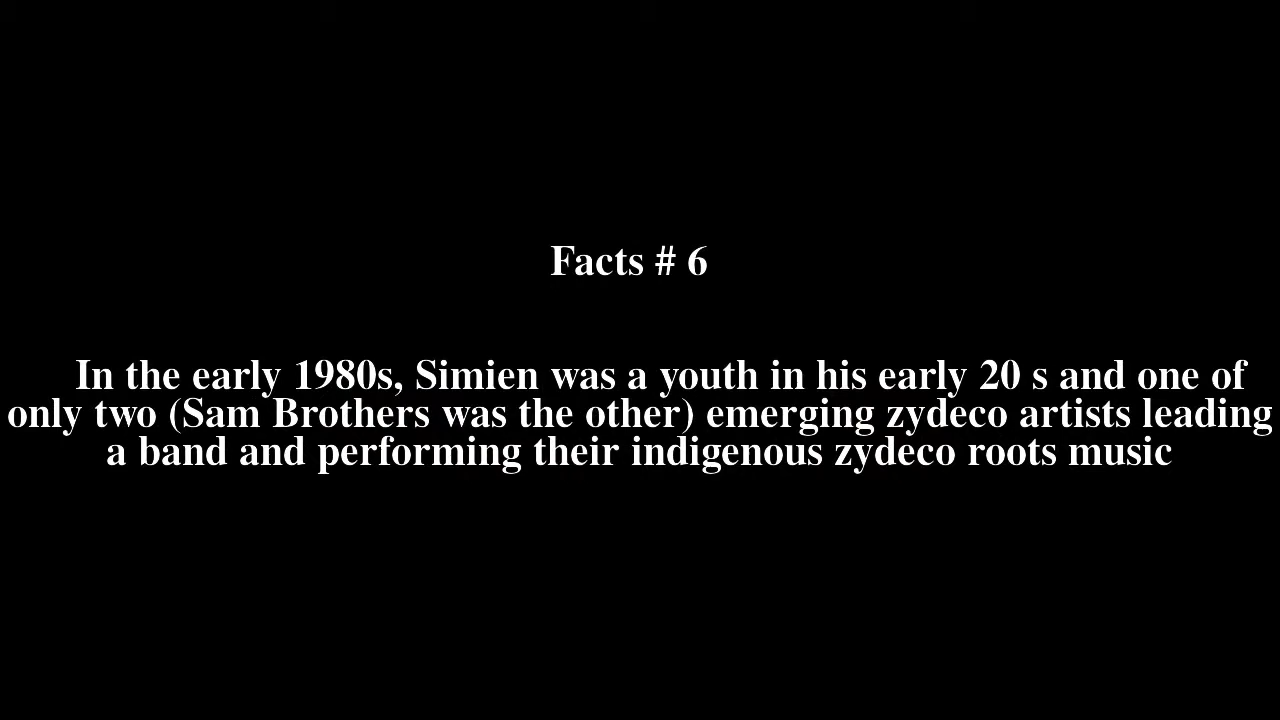 Facts # 6
In the early 1980s, Simien was a youth in his early 20 s and one of
only two (Sam Brothers was the other) emerging zydeco artists leading
a band and performing their indigenous zydeco roots music